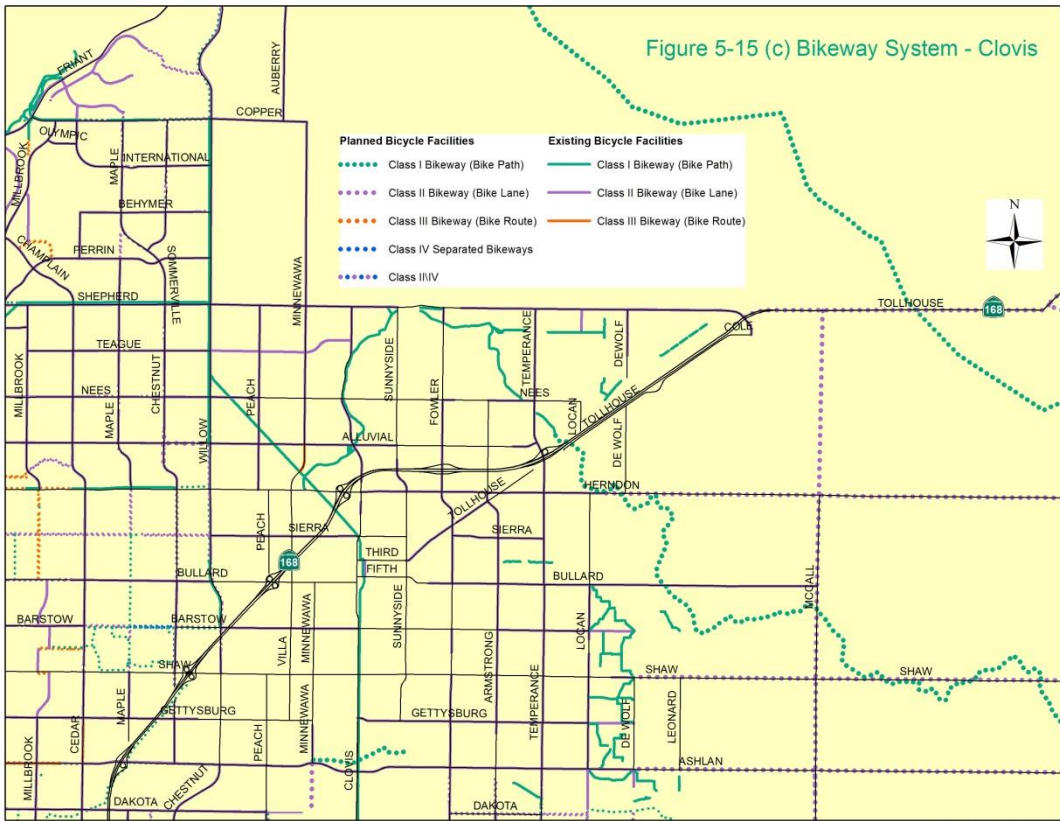 Figure 5-15 (c) Bikeway System - Clovis
Planned Bicycle Facilities
Class I Bikeway (Bike Path)
Class II Bikeway (Bike Lane)
Class III Bikeway (Bike Route)
Class IV Separated Bikeways
Class II\IV
Existing Bicycle Facilities
Class I Bikeway (Bike Path)
Class II Bikeway (Bike Lane)
Class III Bikeway (Bike Route)
N
FRIANT
AUBERRY
COPPER
OLYMPIC
MILLBROOK
MAPLE
INTERNATIONAL
BEHYMER
CHAMPLAIN
PERRIN
SOMMERVILLE
MINNEWAWA
SHEPHERD
TOLLHOUSE
168
COLE
TEAGUE
SUNNYSIDE
TEMPERANCE
DEWOLF
MILLBROOK
NEES
MAPLE
CHESTNUT
PEACH
FOWLER
NEES
LOCAN
TOLLHOUSE
WILLOW
ALLUVIAL
DE WOLF
HERNDON
TOLLHOUSE
PEACH
SIERRA
SIERRA
168
THIRD
FIFTH
BULLARD
BULLARD
MCCALL
BARSTOW
BARSTOW
VILLA
MINNEWAWA
SUNNYSIDE
LOCAN
SHAW
ARMSTRONG
SHAW
SHAW
CEDAR
MAPLE
GETTYSBURG
PEACH
MINNEWAWA
GETTYSBURG
TEMPERANCE
DE WOLF
LEONARD
MILLBROOK
CLOVIS
ASHLAN
DAKOTA
CHESTNUT
DAKOTA